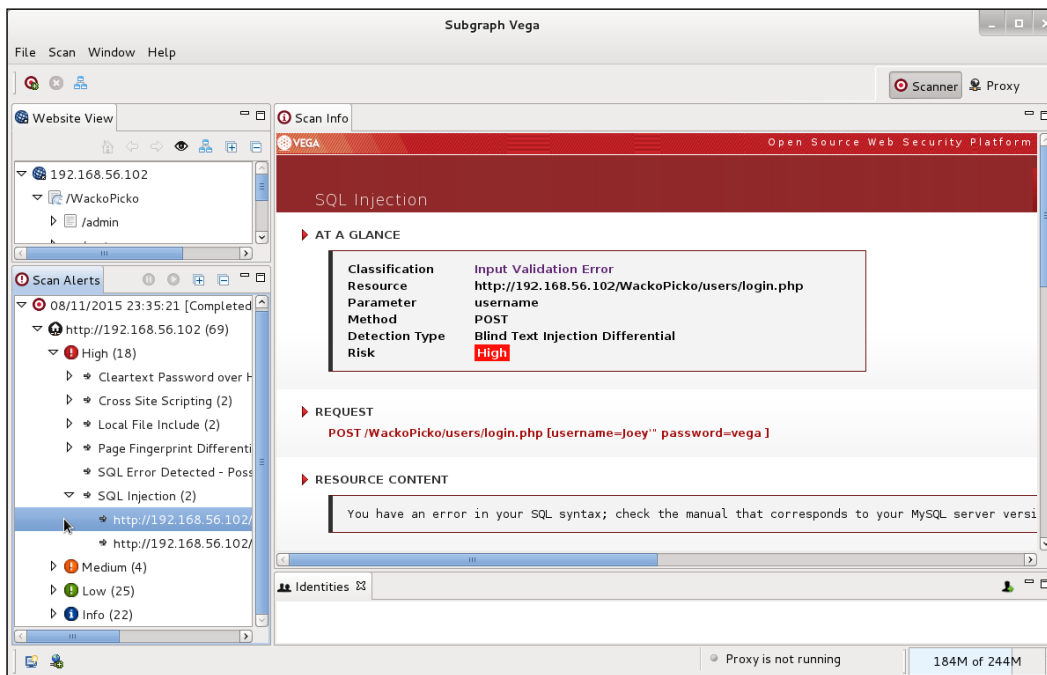 Subgraph Vega
File Scan Window Help
Scanner Proxy
Website View
192.168.56.102
/WackoPicko
/admin
Scan Alerts
08/11/2015 23:35:21 [Completed
http://192.168.56.102 (69)
High (18)
Cleartext Password over H
Cross Site Scripting (2)
Local File Include (2)
Page Fingerprint Differenti
SQL Error Detected - Poss
SQL Injection (2)
http://192.168.56.102/
http://192.168.56.102/
Medium (4)
Low (25)
Info (22)
Scan Info
VEGA Open Source Web Security Platform
SQL Injection
AT A GLANCE
Classification Input Validation Error
Resource http://192.168.56.102/WackoPicko/users/login.php
Parameter username
Method POST
Detection Type Blind Text Injection Differential
Risk High
REQUEST
POST /WackoPicko/users/login.php [username=Joey'" password=vega ]
RESOURCE CONTENT
You have an error in your SQL syntax; check the manual that corresponds to your MySQL server versi
Identities
Proxy is not running 184M of 244M